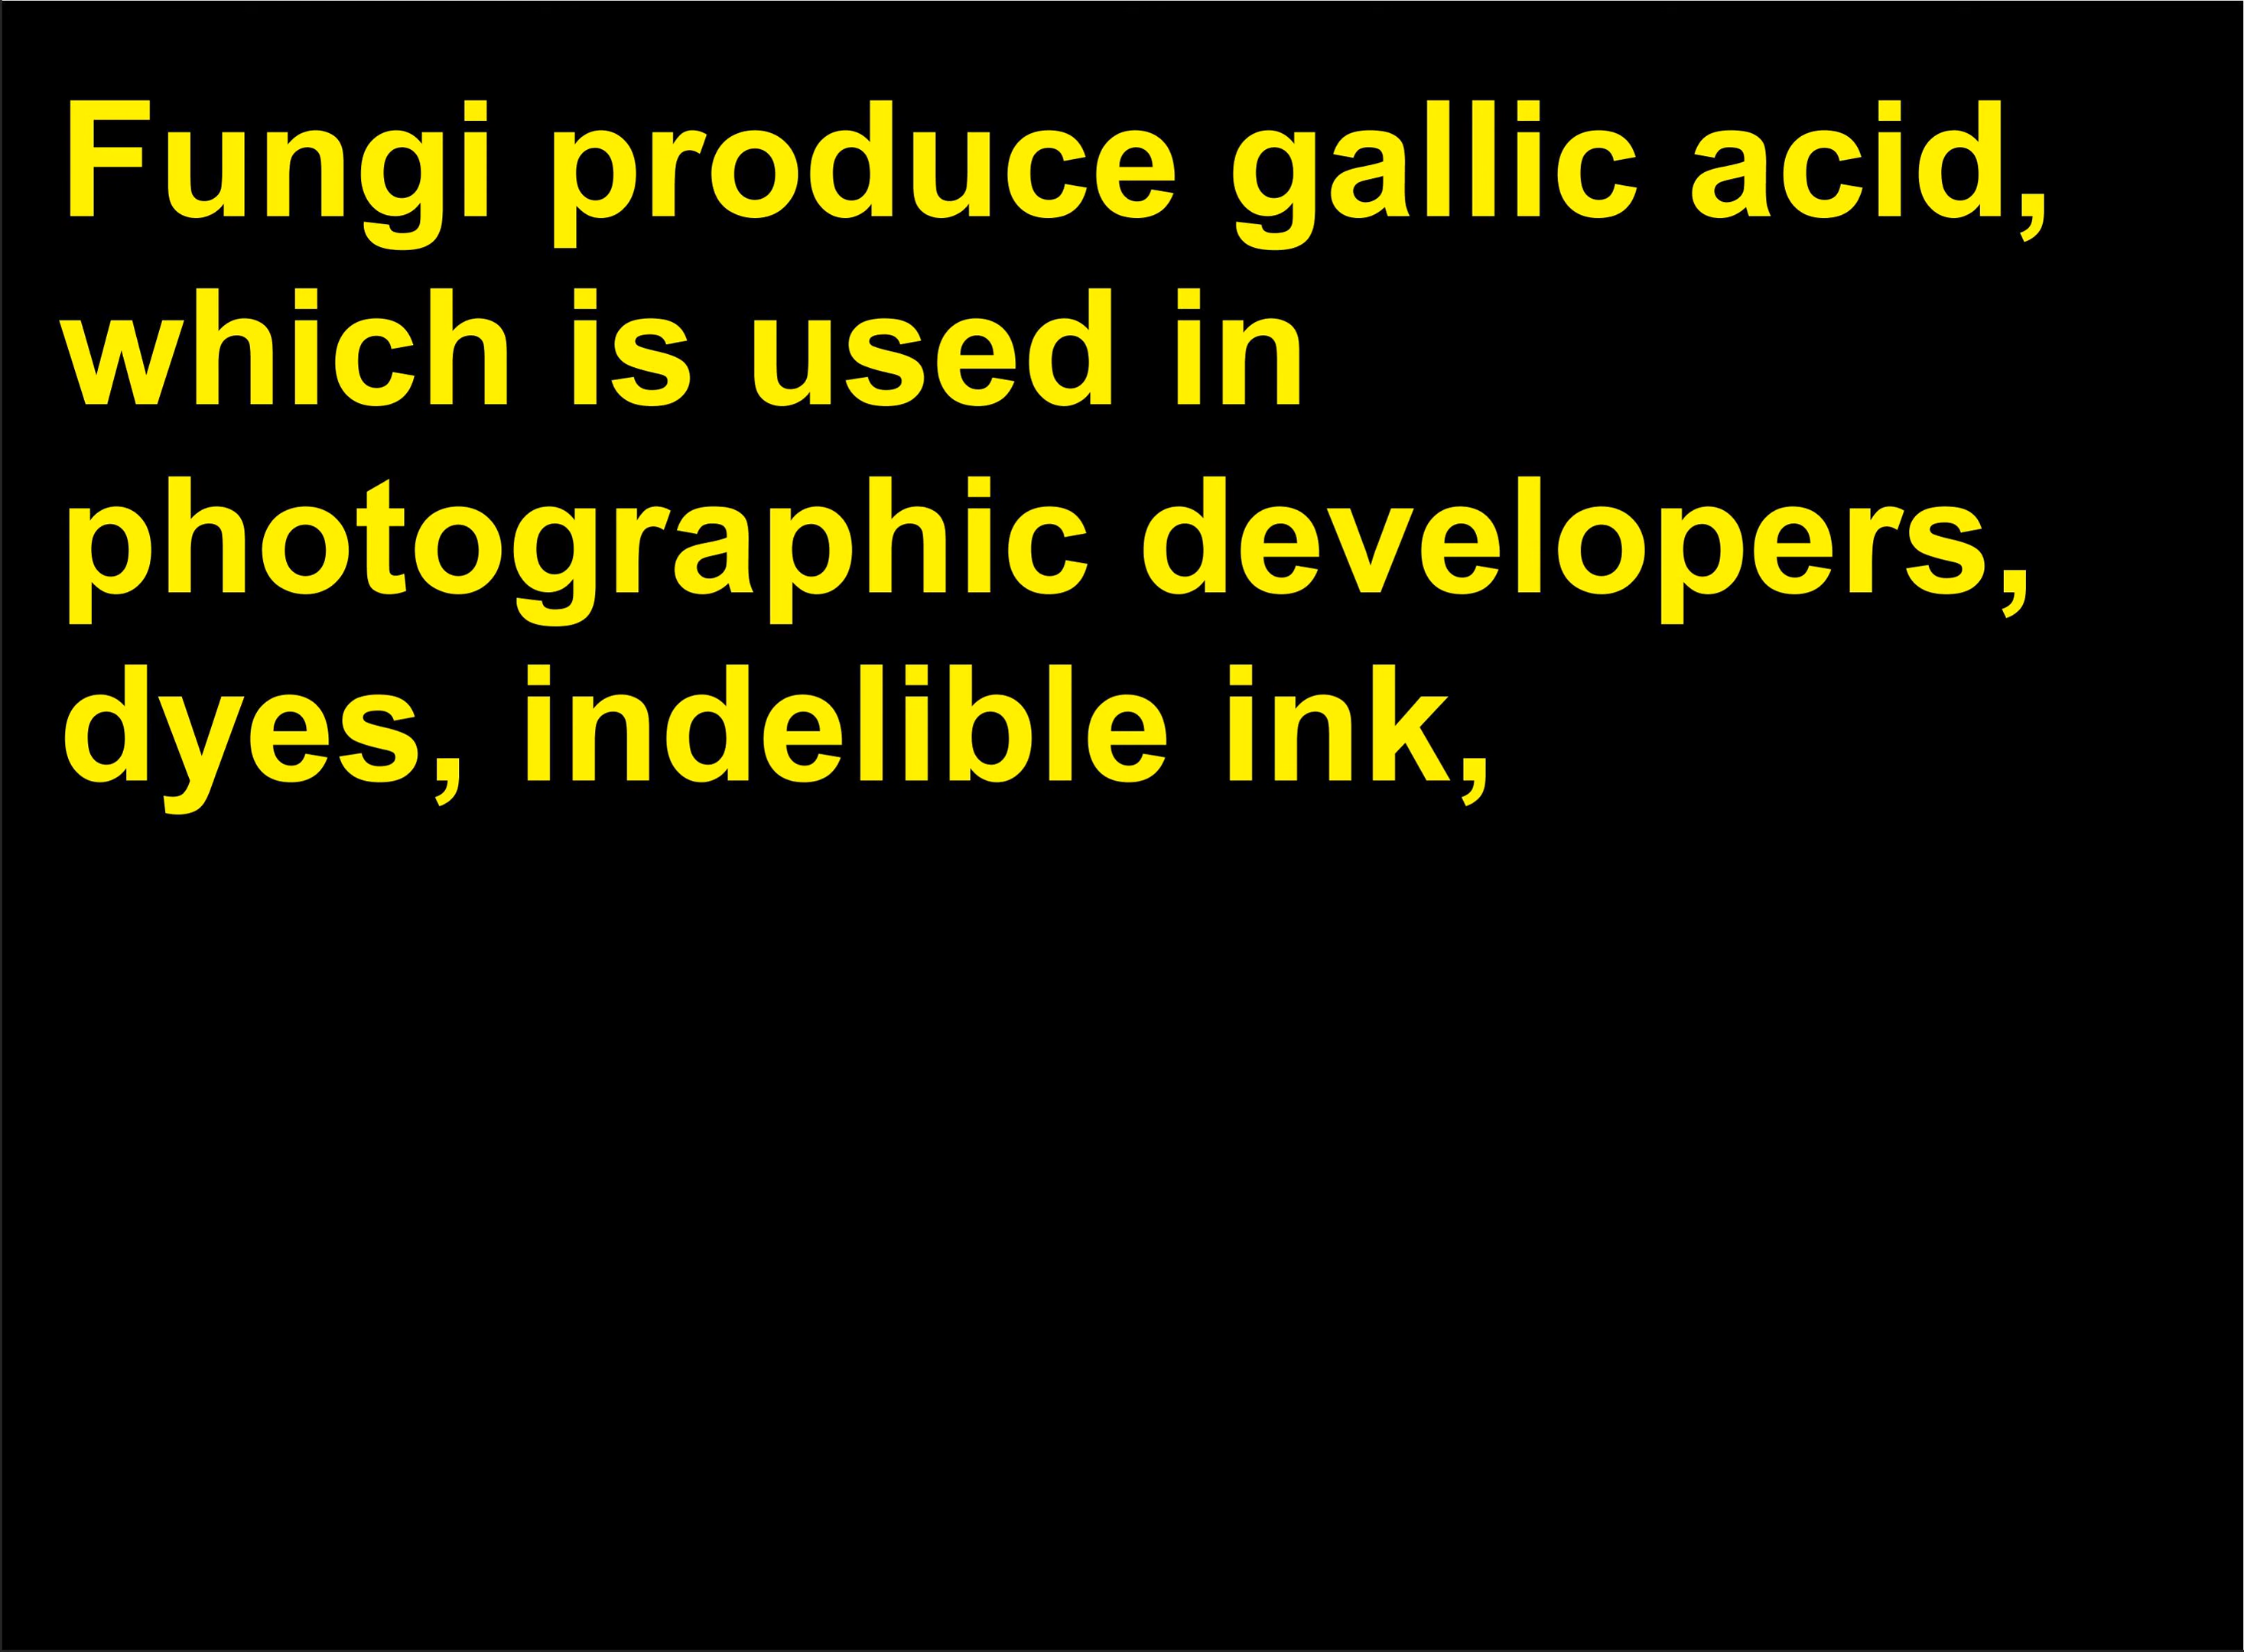 Fungi produce gallic acid,
which is used in
photographic developers,
dyes, indelible ink,